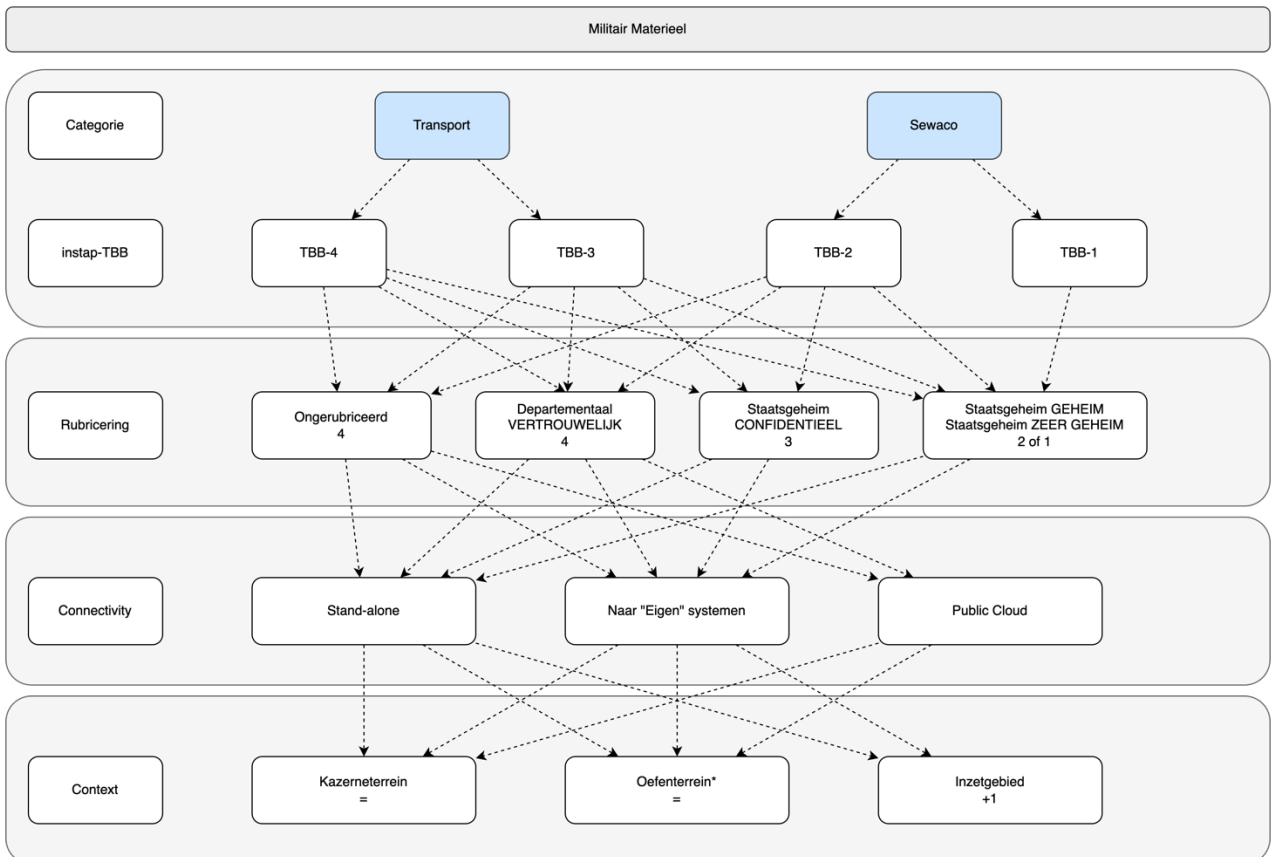 Militair Materieel
Categorie
Transport
Sewaco
instap-TBB
TBB-4
TBB-3
TBB-2
TBB-1
Rubricering
Ongerubriceerd
4
Departementaal
VERTROUWELIJK
4
Staatsgeheim
CONFIDENTIEEL
3
Staatsgeheim GEHEIM
Staatsgeheim ZEER GEHEIM
2 of 1
Connectivity
Stand-alone
Naar "Eigen" systemen
Public Cloud
Context
Kazerneterrein
=
Oefenterrein*
=
Inzetgebied
+1